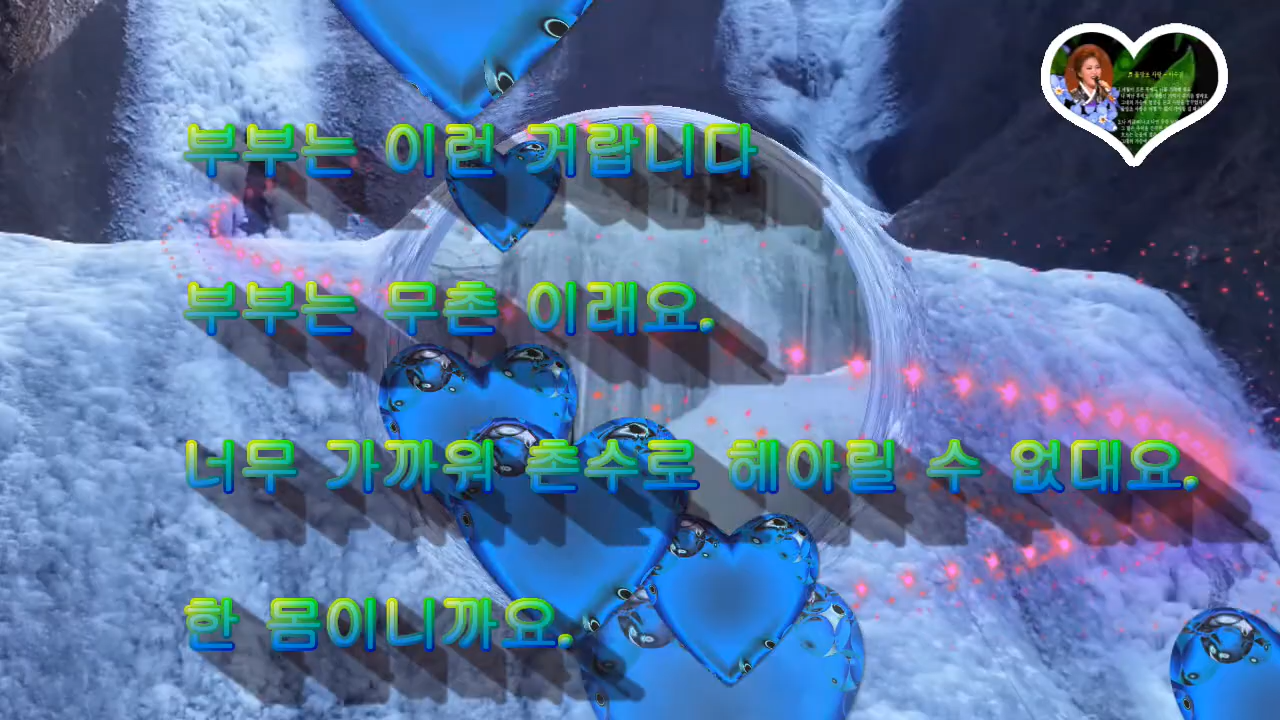 부부는 이런 거랍니다
부부는 무촌 이래요.
너무 가까워 촌수로 헤아릴 수 없대요.
한 몸이니까요.